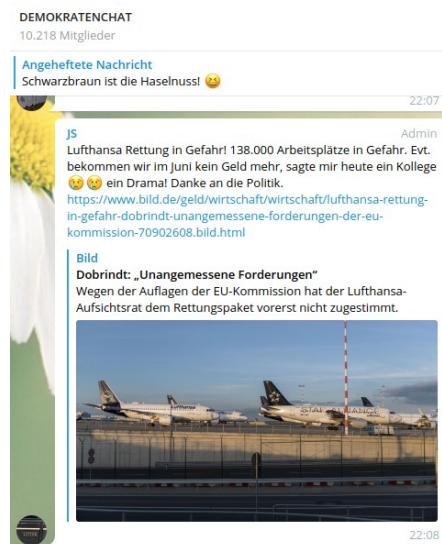 DEMOKRATENCHAT
10.218 Mitglieder
Angeheftete Nachricht
Schwarzbraun ist die Haselnuss! 😆
22:07
JS Admin
Lufthansa Rettung in Gefahr! 138.000 Arbeitsplätze in Gefahr. Evt.
bekommen wir im Juni kein Geld mehr, sagte mir heute ein Kollege
😢😢 ein Drama! Danke an die Politik.
https://www.bild.de/geld/wirtschaft/wirtschaft/lufthansa-rettung-
in-gefahr-dobrindt-unangemessene-forderungen-der-eu-
kommission-70902608.bild.html
Bild
Dobrindt: „Unangemessene Forderungen“
Wegen der Auflagen der EU-Kommission hat der Lufthansa-
Aufsichtsrat dem Rettungspaket vorerst nicht zugestimmt.
Lufthansa
STAR ALLIANCE
22:08